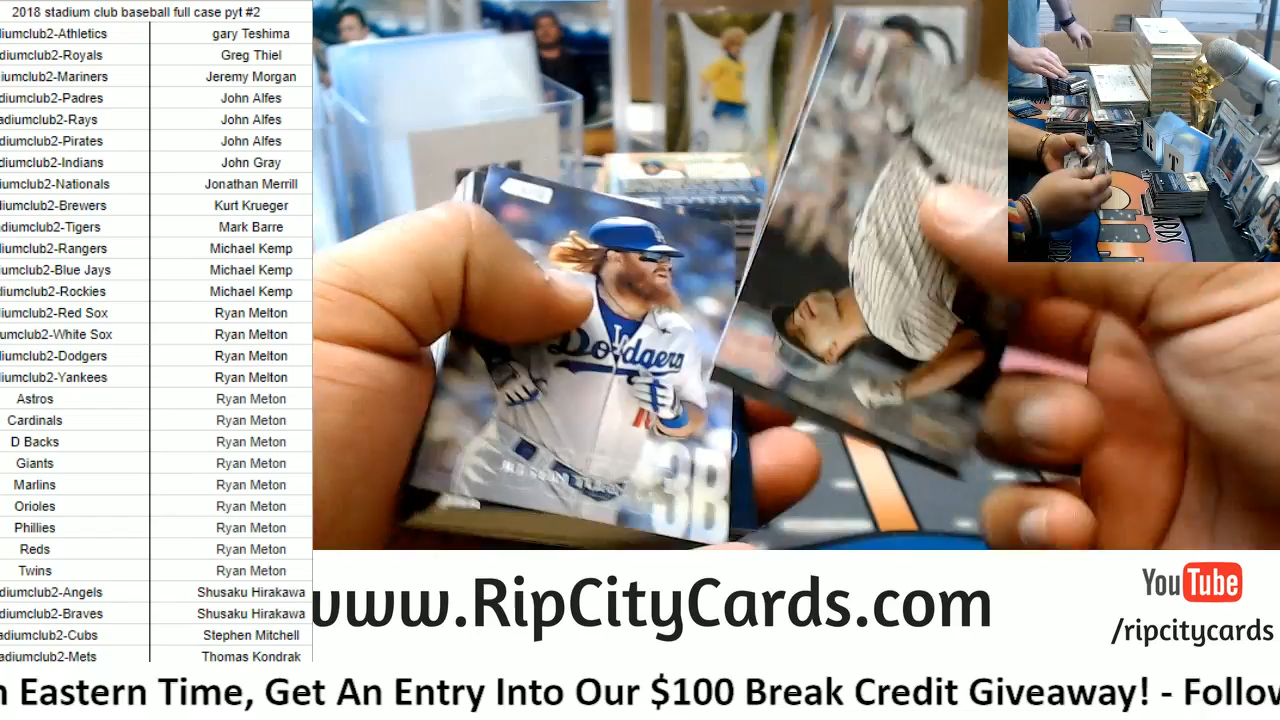 2018 stadium club baseball full case pyt #2
diumclub2-Athletics gary Teshima
diumclub2-Royals Greg Thiel
iumclub2-Mariners Jeremy Morgan
diumclub2-Padres John Alfes
adiumclub2-Rays John Alfes
diumclub2-Pirates John Alfes
diumclub2-Indians John Gray
iumclub2-Nationals Jonathan Merrill
iumclub2-Brewers Kurt Krueger
adiumclub2-Tigers Mark Barre
iumclub2-Rangers Michael Kemp
iumclub2-Blue Jays Michael Kemp
iumclub2-Rockies Michael Kemp
iumclub2-Red Sox Ryan Melton
umclub2-White Sox Ryan Melton
iumclub2-Dodgers Ryan Melton
iumclub2-Yankees Ryan Melton
Astros Ryan Meton
Cardinals Ryan Meton
D Backs Ryan Meton
Giants Ryan Meton
Marlins Ryan Meton
Orioles Ryan Meton
Phillies Ryan Meton
Reds Ryan Meton
Twins Ryan Meton
diumclub2-Angels Shusaku Hirakawa
diumclub2-Braves Shusaku Hirakawa
adiumclub2-Cubs Stephen Mitchell
adiumclub2-Mets Thomas Kondrak
Dodgers
3B
www.RipCityCards.com
YouTube
/ripcitycards
n Eastern Time, Get An Entry Into Our $100 Break Credit Giveaway! - Follow